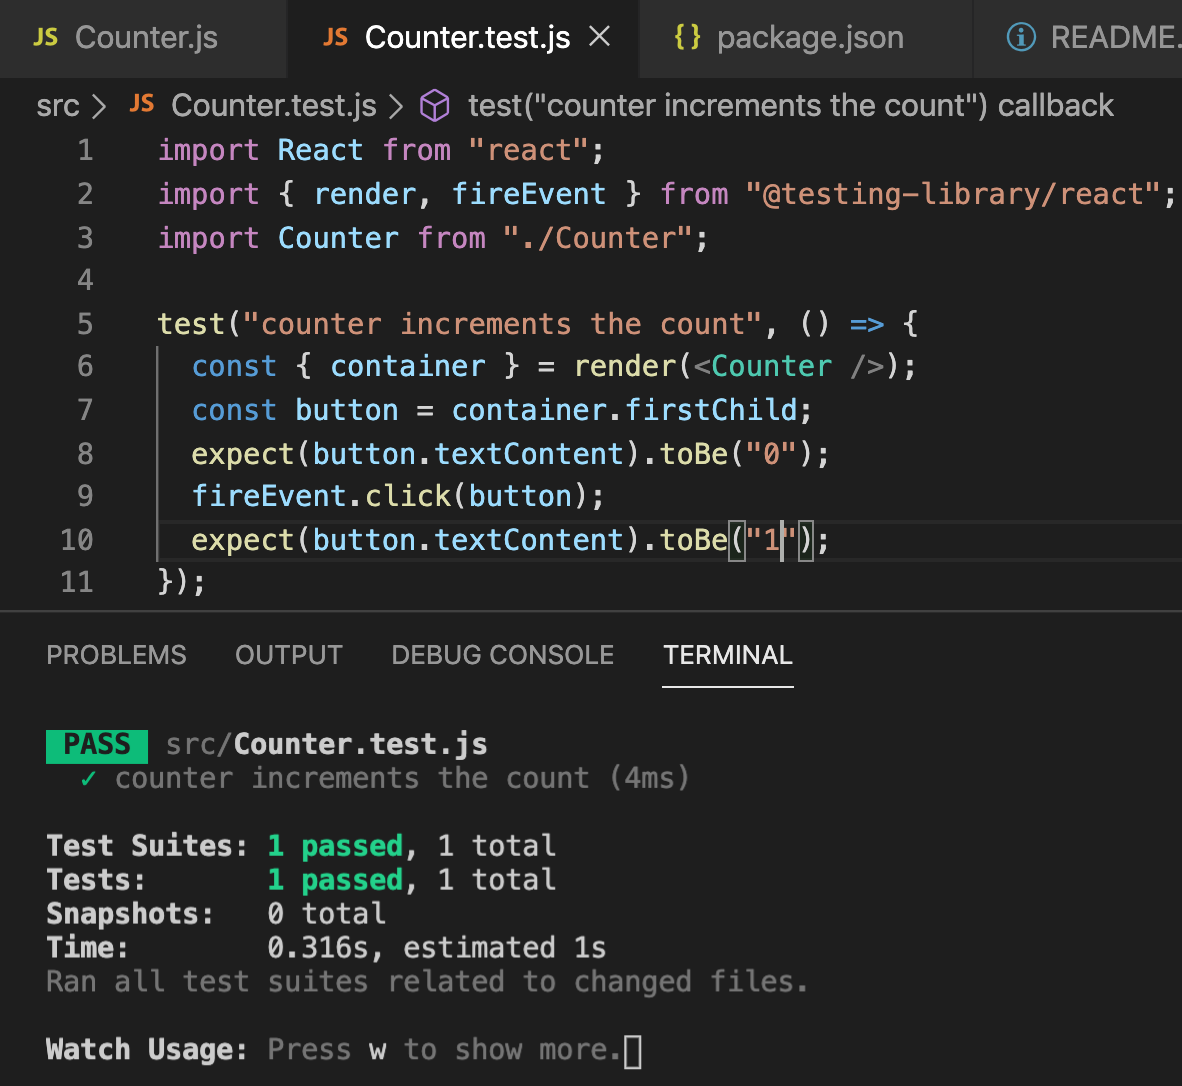 JS Counter.js JS Counter.test.js {} package.json README.
src JS Counter.test.js test("counter increments the count") callback
1 import React from "react";
2 import { render, fireEvent } from "@testing-library/react";
3 import Counter from "./Counter";
4
5 test("counter increments the count", () => {
6 const { container } = render(<Counter />);
7 const button = container.firstChild;
8 expect(button.textContent).toBe("0");
9 fireEvent.click(button);
10 expect(button.textContent).toBe("1");
11 });
PROBLEMS OUTPUT DEBUG CONSOLE TERMINAL
PASS src/Counter.test.js
✓ counter increments the count (4ms)
Test Suites: 1 passed, 1 total
Tests: 1 passed, 1 total
Snapshots: 0 total
Time: 0.316s, estimated 1s
Ran all test suites related to changed files.
Watch Usage: Press w to show more.